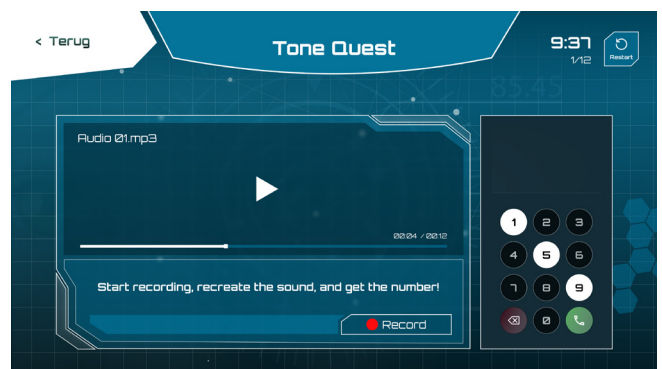 < Terug
Tone Quest
9:37
1/12
Restart
85.45
Audio 01.mp3
00:04 / 00:12
Start recording, recreate the sound, and get the number!
Record
1 2 3
4 5 6
7 8 9
0